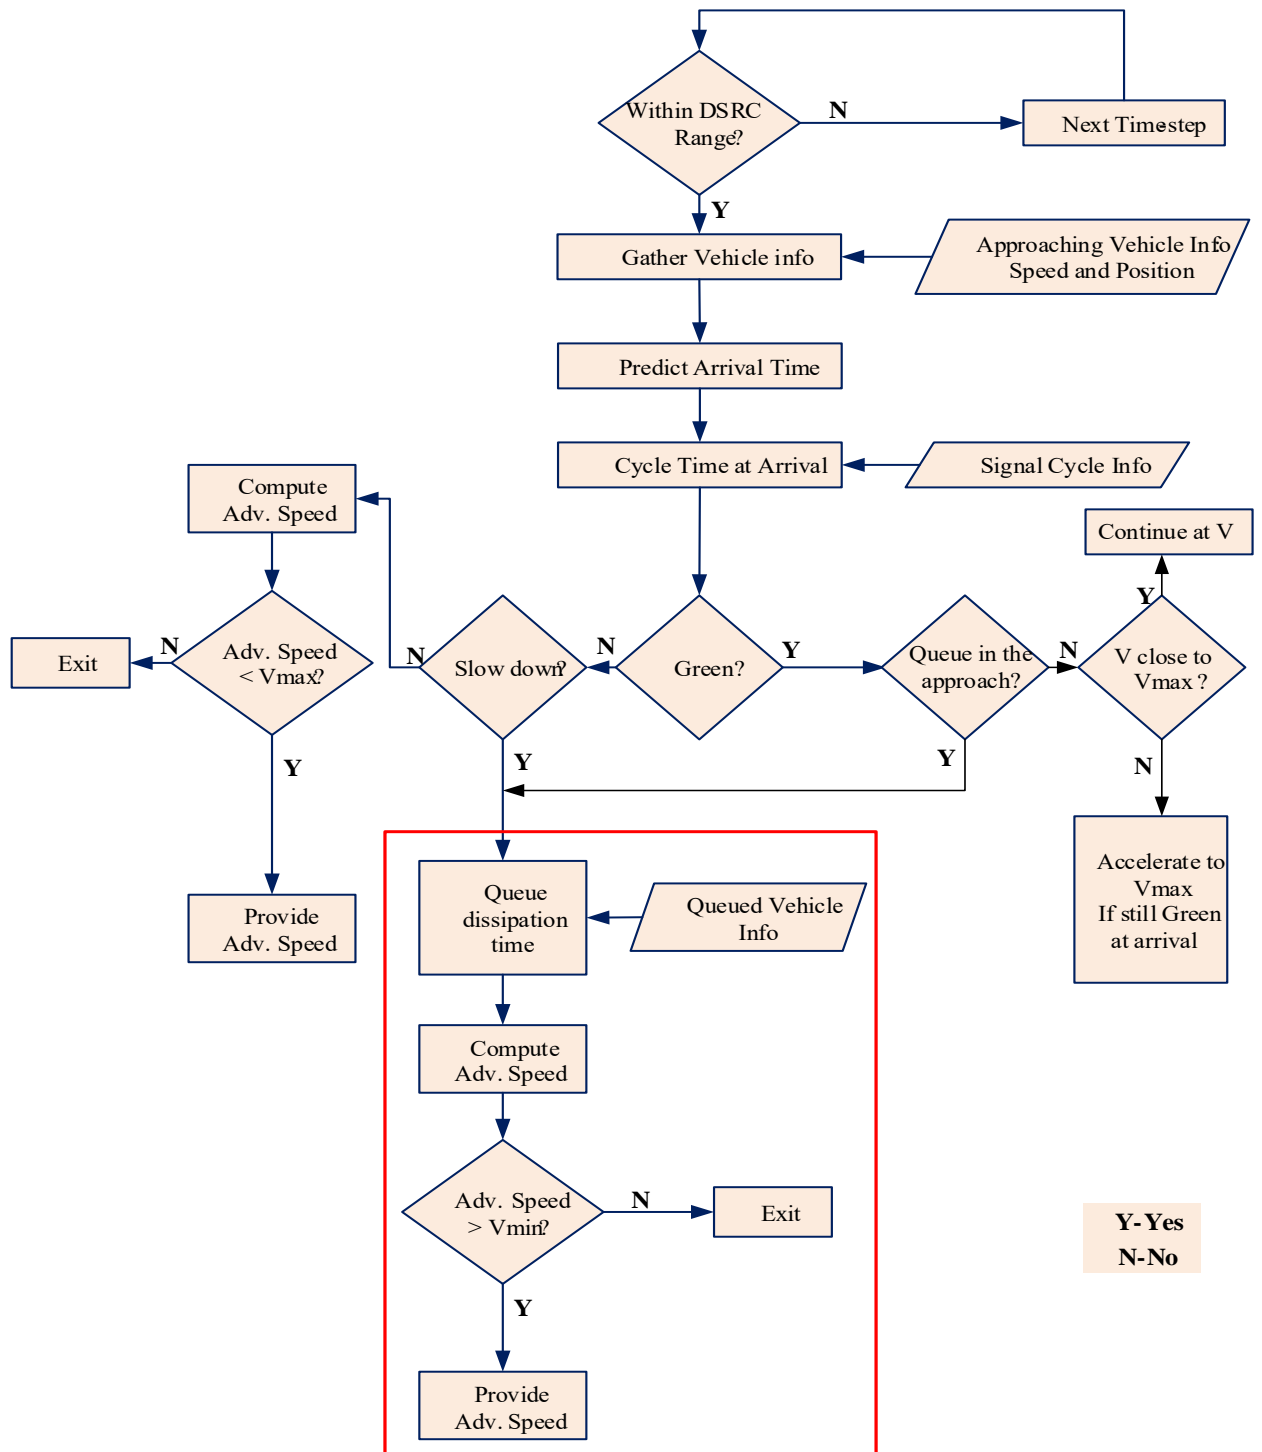 Within DSRC
Range?
N
Next Timestep
Y
Gather Vehicle info
Approaching Vehicle Info
Speed and Position
Predict Arrival Time
Cycle Time at Arrival
Signal Cycle Info
Compute
Adv. Speed
Continue at V
Y
Exit
N
Adv. Speed
< Vmax?
N
Slow down?
N
Green?
Y
Queue in the
approach?
N
V close to
Vmax ?
Y
Y
Y
N
Provide
Adv. Speed
Accelerate to
Vmax
If still Green
at arrival
Queue
dissipation
time
Queued Vehicle
Info
Compute
Adv. Speed
Adv. Speed
> Vmin?
N
Exit
Y
Provide
Adv. Speed
Y-Yes
N-No